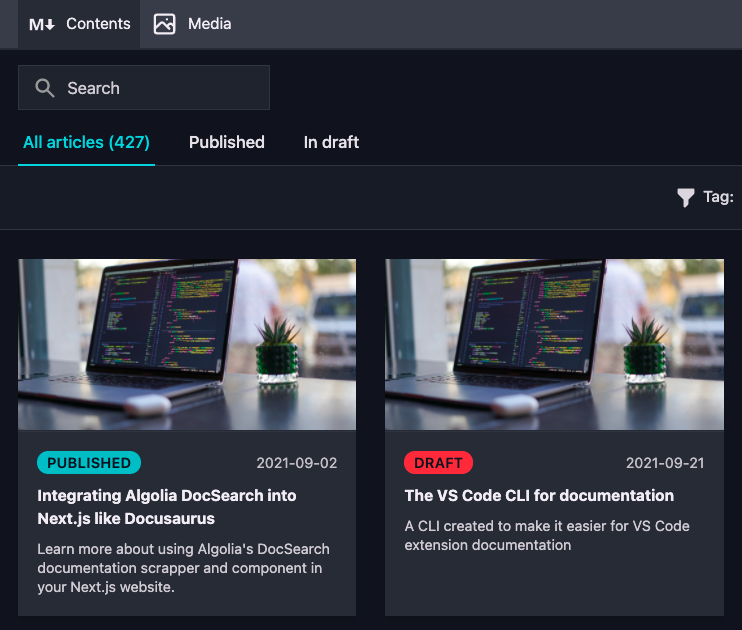 M↓ Contents Media
Search
All articles (427) Published In draft
Tag:
PUBLISHED 2021-09-02
Integrating Algolia DocSearch into
Next.js like Docusaurus
Learn more about using Algolia's DocSearch
documentation scrapper and component in
your Next.js website.
DRAFT 2021-09-21
The VS Code CLI for documentation
A CLI created to make it easier for VS Code
extension documentation